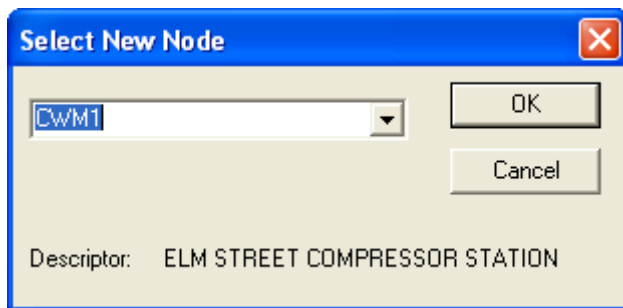 Select New Node
CWM1
OK
Cancel
Descriptor: ELM STREET COMPRESSOR STATION